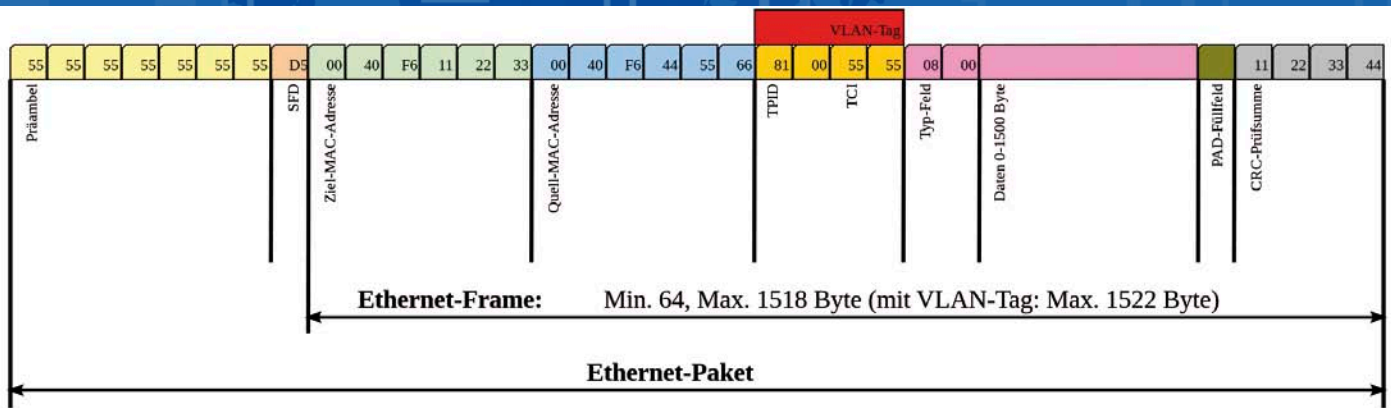 VLAN-Tag
55 55 55 55 55 55 55 D5 00 40 F6 11 22 33 00 40 F6 44 55 66 81 00 55 55 08 00 11 22 33 44
Präambel
SFD
Ziel-MAC-Adresse
Quell-MAC-Adresse
TPID
TCI
Typ-Feld
Daten 0-1500 Byte
PAD-Füllfeld
CRC-Prüfsumme
Ethernet-Frame: Min. 64, Max. 1518 Byte (mit VLAN-Tag: Max. 1522 Byte)
Ethernet-Paket